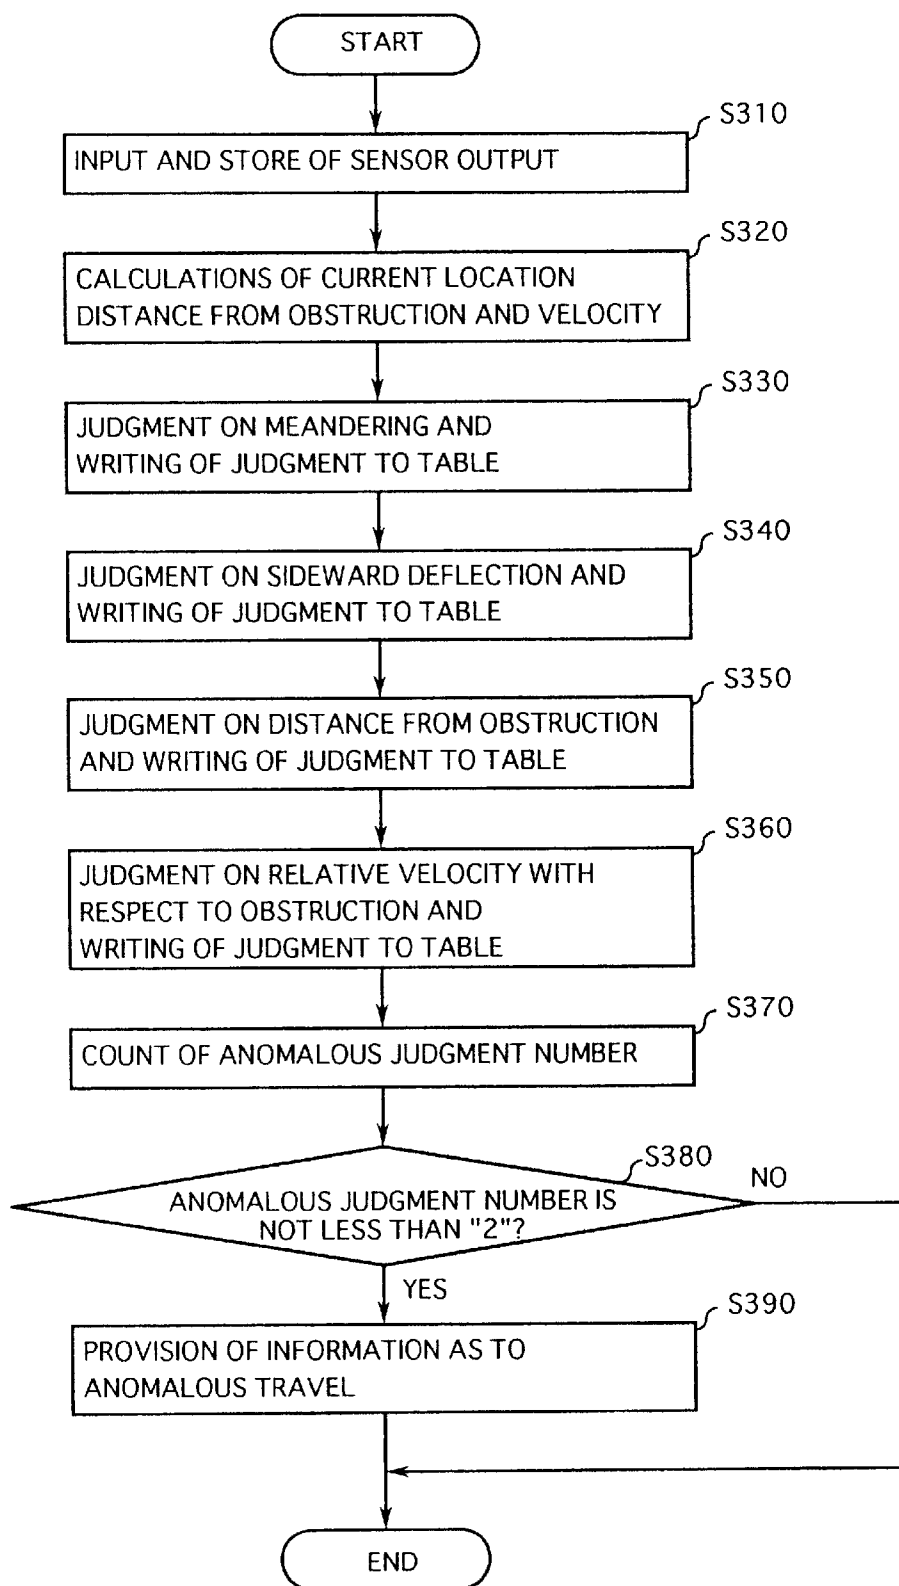 START
S310
INPUT AND STORE OF SENSOR OUTPUT
S320
CALCULATIONS OF CURRENT LOCATION
DISTANCE FROM OBSTRUCTION AND VELOCITY
S330
JUDGMENT ON MEANDERING AND
WRITING OF JUDGMENT TO TABLE
S340
JUDGMENT ON SIDEWARD DEFLECTION AND
WRITING OF JUDGMENT TO TABLE
S350
JUDGMENT ON DISTANCE FROM OBSTRUCTION
AND WRITING OF JUDGMENT TO TABLE
S360
JUDGMENT ON RELATIVE VELOCITY WITH
RESPECT TO OBSTRUCTION AND
WRITING OF JUDGMENT TO TABLE
S370
COUNT OF ANOMALOUS JUDGMENT NUMBER
S380
NO
ANOMALOUS JUDGMENT NUMBER IS
NOT LESS THAN "2"?
YES
S390
PROVISION OF INFORMATION AS TO
ANOMALOUS TRAVEL
END